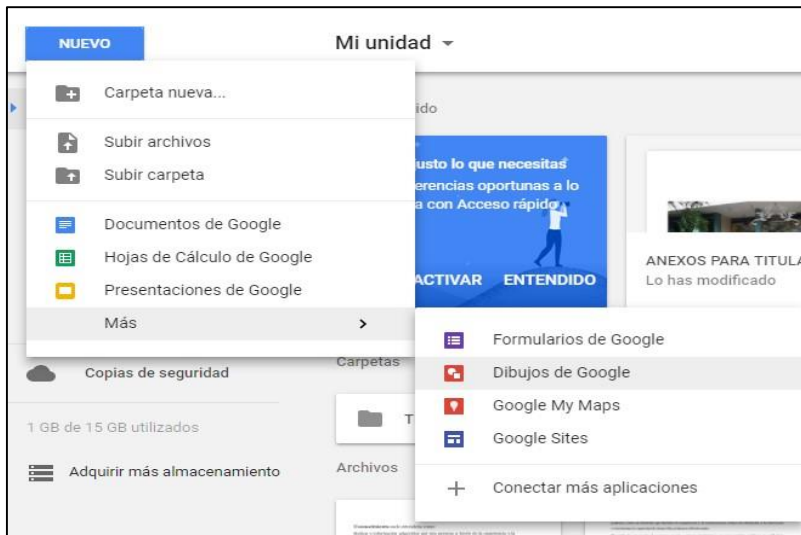 NUEVO
Mi unidad
Carpeta nueva...
ido
Subir archivos
Subir carpeta
usto lo que necesitas
erencias oportunas a lo
a con Acceso rápido
Documentos de Google
Hojas de Cálculo de Google
Presentaciones de Google
Más
ACTIVAR ENTENDIDO
ANEXOS PARA TITULA
Lo has modificado
Formularios de Google
Dibujos de Google
Google My Maps
Google Sites
Conectar más aplicaciones
Carpetas
Copias de seguridad
T
1 GB de 15 GB utilizados
Adquirir más almacenamiento
Archivos